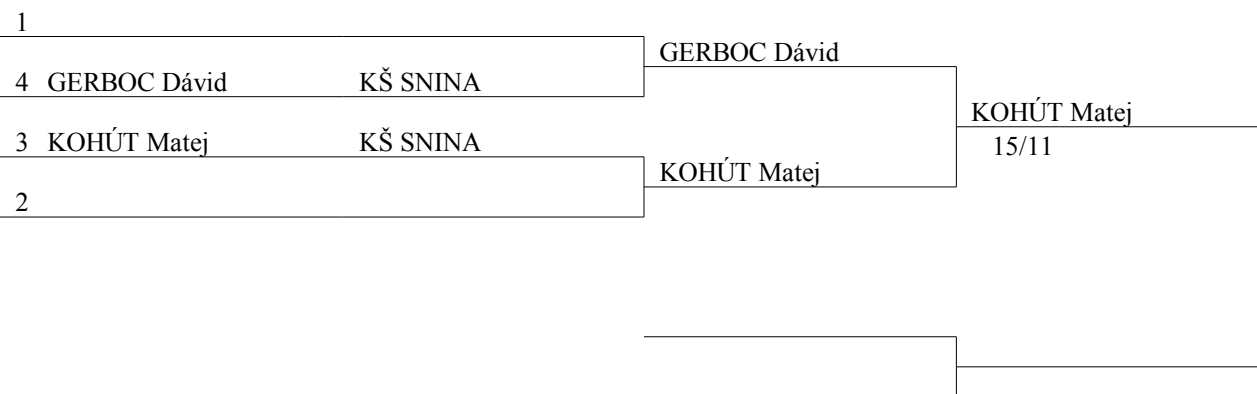 1
GERBOC Dávid
4 GERBOC Dávid KŠ SNINA
KOHÚT Matej
3 KOHÚT Matej KŠ SNINA
15/11
KOHÚT Matej
2